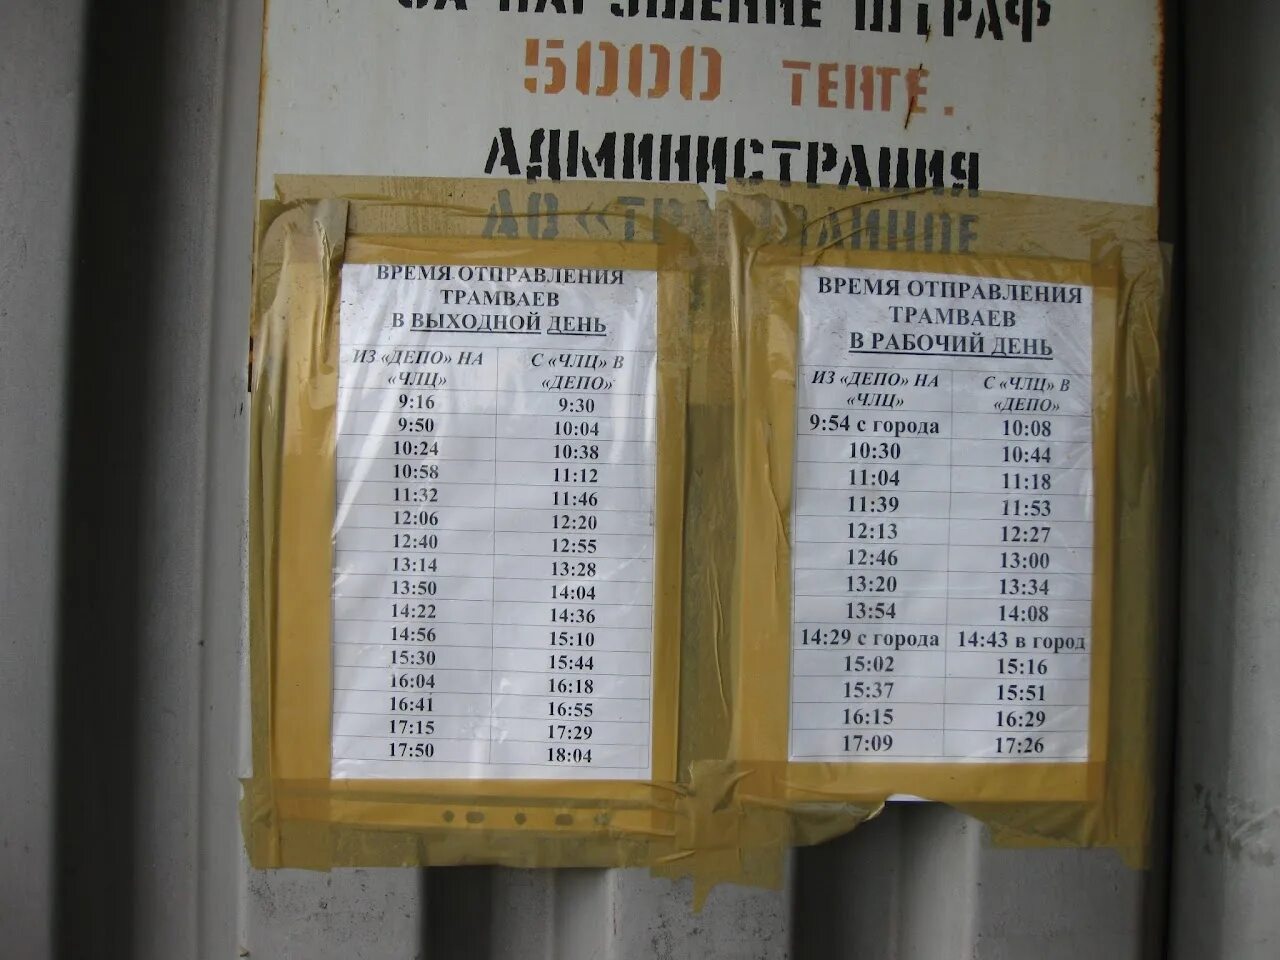 ЗА НАРУШЕНИЕ ШТРАФ
5000 ТЕНГЕ.
АДМИНИСТРАЦИЯ
АО «
ВРЕМЯ ОТПРАВЛЕНИЯ
ТРАМВАЕВ
В ВЫХОДНОЙ ДЕНЬ
ИЗ «ДЕПО» НА «ЧЛЦ» С «ЧЛЦ» В «ДЕПО»
9:16 9:30
9:50 10:04
10:24 10:38
10:58 11:12
11:32 11:46
12:06 12:20
12:40 12:55
13:14 13:28
13:50 14:04
14:22 14:36
14:56 15:10
15:30 15:44
16:04 16:18
16:41 16:55
17:15 17:29
17:50 18:04
ВРЕМЯ ОТПРАВЛЕНИЯ
ТРАМВАЕВ
В РАБОЧИЙ ДЕНЬ
ИЗ «ДЕПО» НА «ЧЛЦ» С «ЧЛЦ» В «ДЕПО»
9:54 с города 10:08
10:30 10:44
11:04 11:18
11:39 11:53
12:13 12:27
12:46 13:00
13:20 13:34
13:54 14:08
14:29 с города 14:43 в город
15:02 15:16
15:37 15:51
16:15 16:29
17:09 17:26